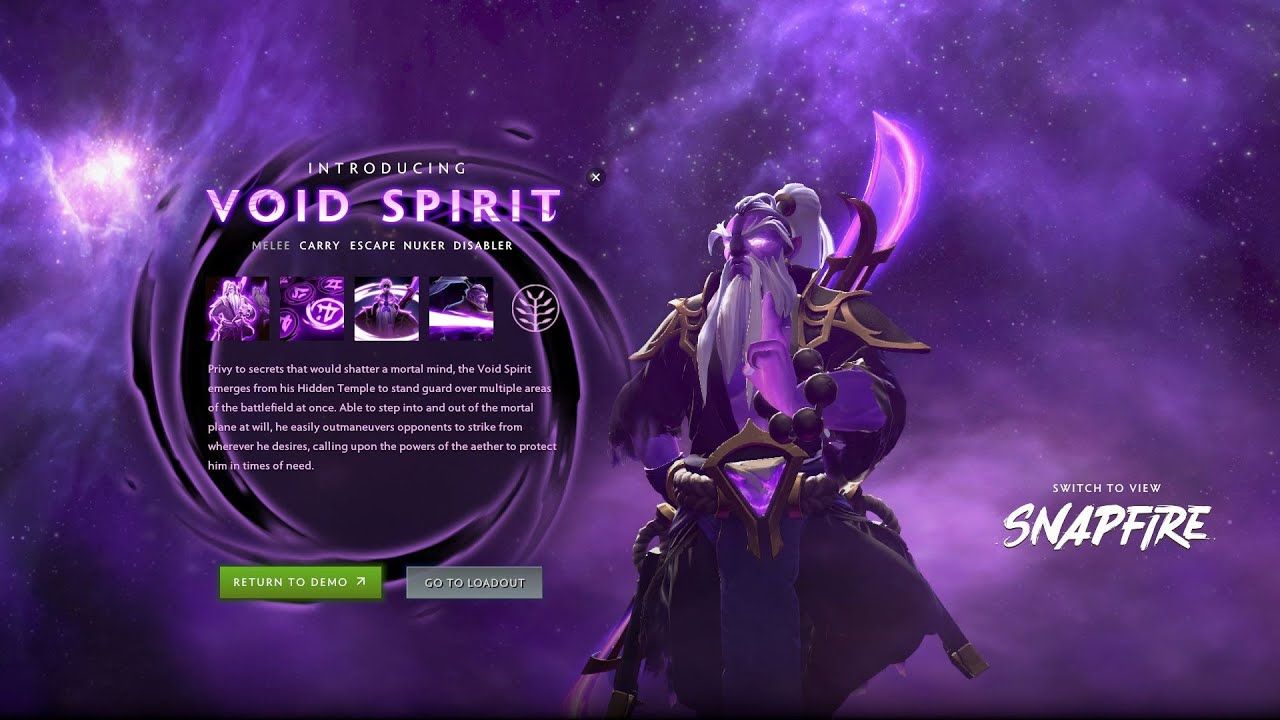 INTRODUCING
VOID SPIRIT
MELEE CARRY ESCAPE NUKER DISABLER
Privy to secrets that would shatter a mortal mind, the Void Spirit
emerges from his Hidden Temple to stand guard over multiple areas
of the battlefield at once. Able to step into and out of the mortal
plane at will, he easily outmaneuvers opponents to strike from
wherever he desires, calling upon the powers of the aether to protect
him in times of need.
RETURN TO DEMO
GO TO LOADOUT
SWITCH TO VIEW
SNAPFIRE